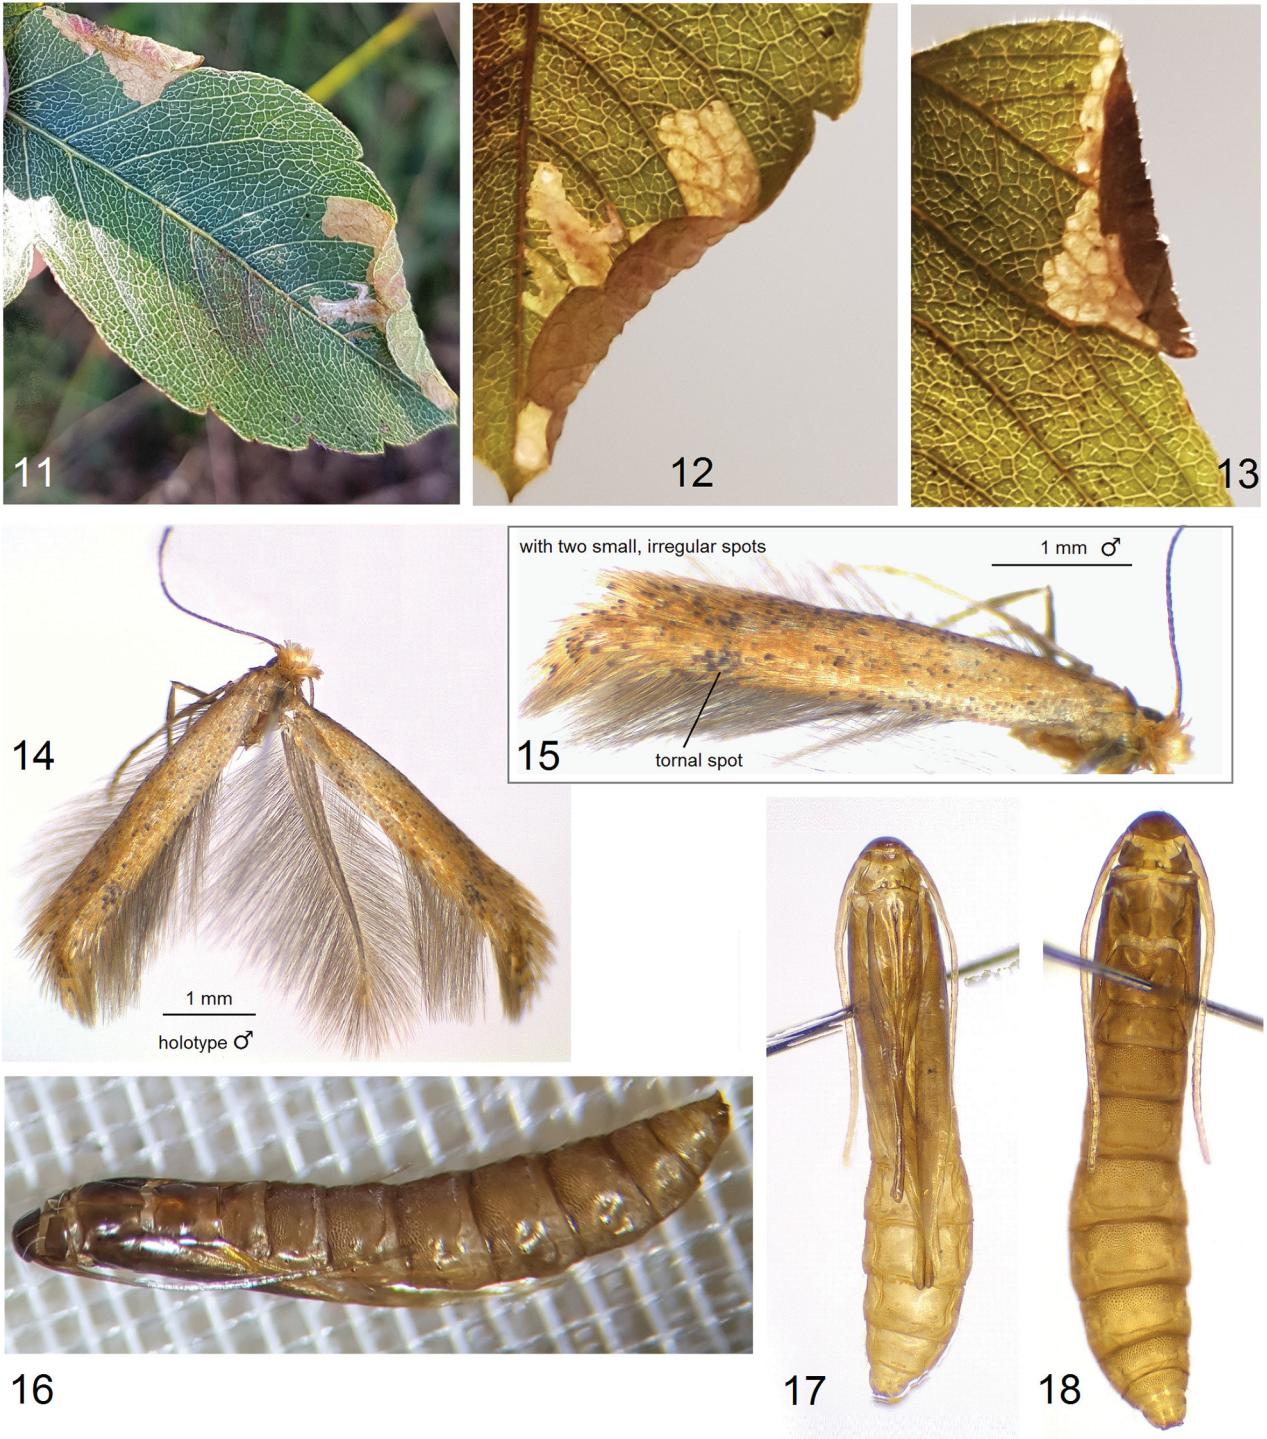 11
12
13
14
with two small, irregular spots
1 mm ♂
tornal spot
15
1 mm
holotype ♂
16
17
18